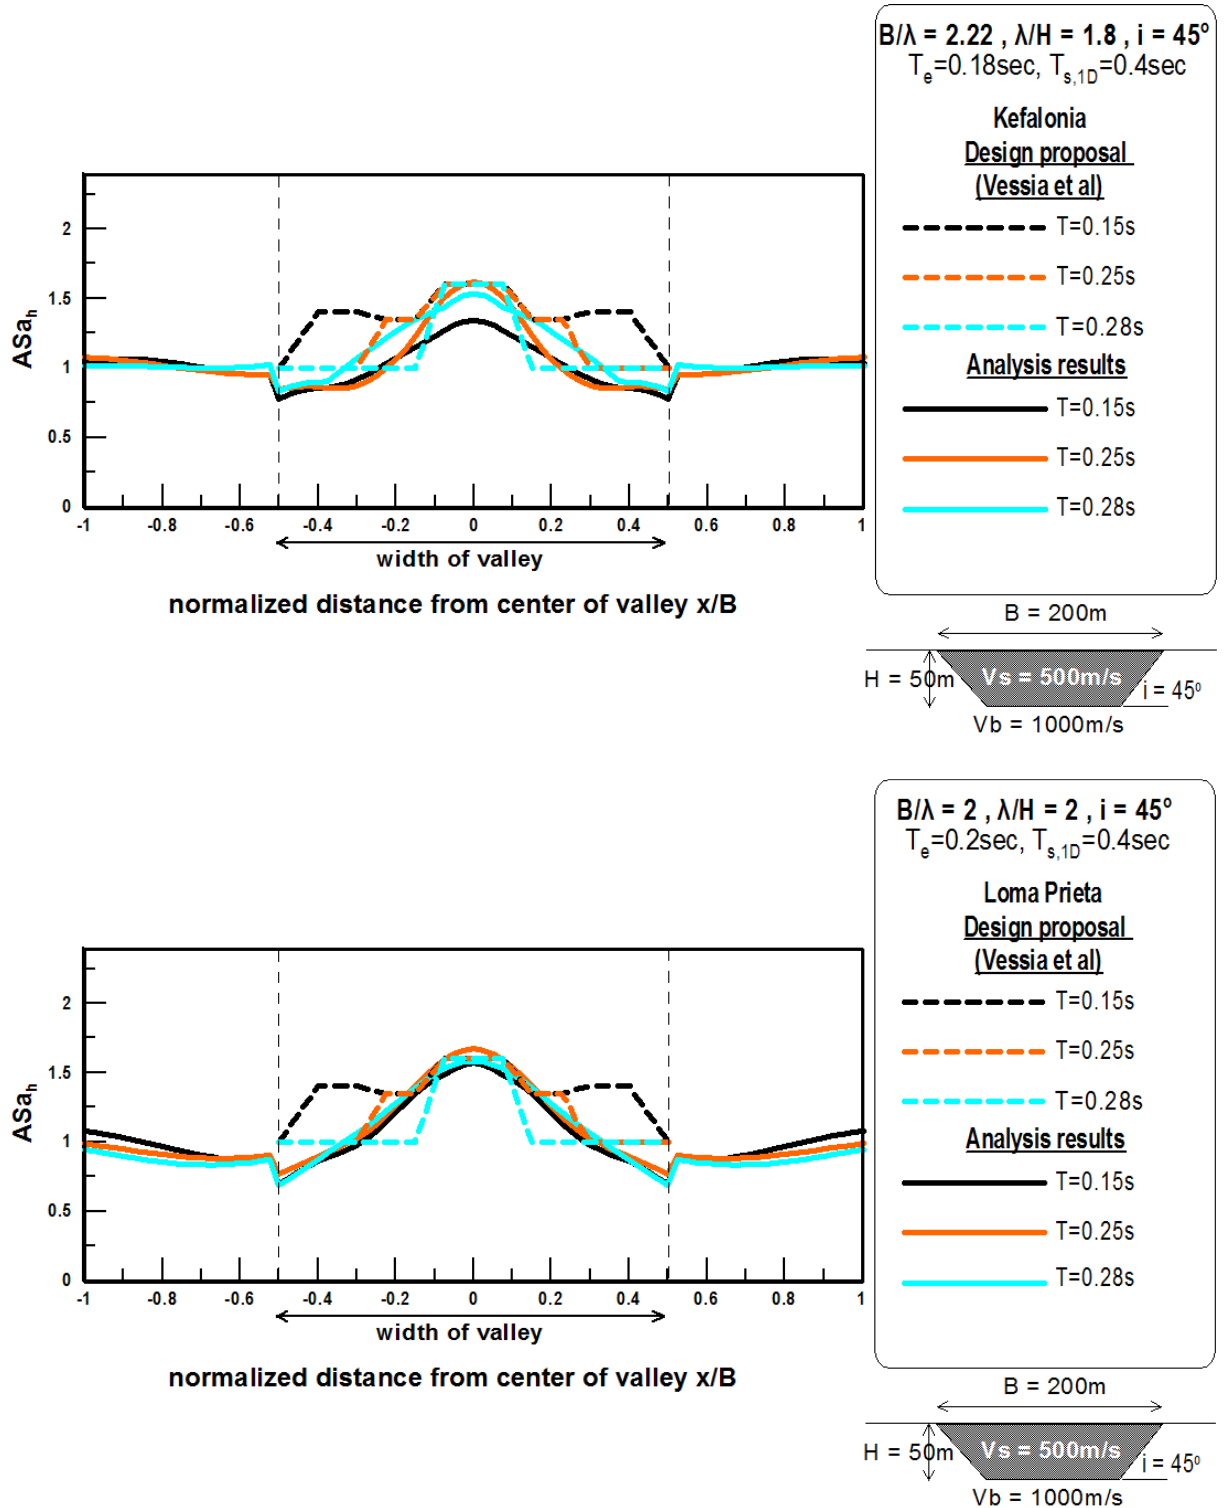 B/λ = 2.22 , λ/H = 1.8 , i = 45º
Te=0.18sec, Ts,1D=0.4sec
Kefalonia
Design proposal
(Vessia et al)
T=0.15s
T=0.25s
T=0.28s
Analysis results
T=0.15s
T=0.25s
T=0.28s
ASah
2
1.5
1
0.5
0
-1 -0.8 -0.6 -0.4 -0.2 0 0.2 0.4 0.6 0.8 1
width of valley
normalized distance from center of valley x/B
B = 200m
H = 50m
Vs = 500m/s
i = 45º
Vb = 1000m/s
B/λ = 2 , λ/H = 2 , i = 45º
Te=0.2sec, Ts,1D=0.4sec
Loma Prieta
Design proposal
(Vessia et al)
T=0.15s
T=0.25s
T=0.28s
Analysis results
T=0.15s
T=0.25s
T=0.28s
ASah
2
1.5
1
0.5
0
-1 -0.8 -0.6 -0.4 -0.2 0 0.2 0.4 0.6 0.8 1
width of valley
normalized distance from center of valley x/B
B = 200m
H = 50m
Vs = 500m/s
i = 45º
Vb = 1000m/s